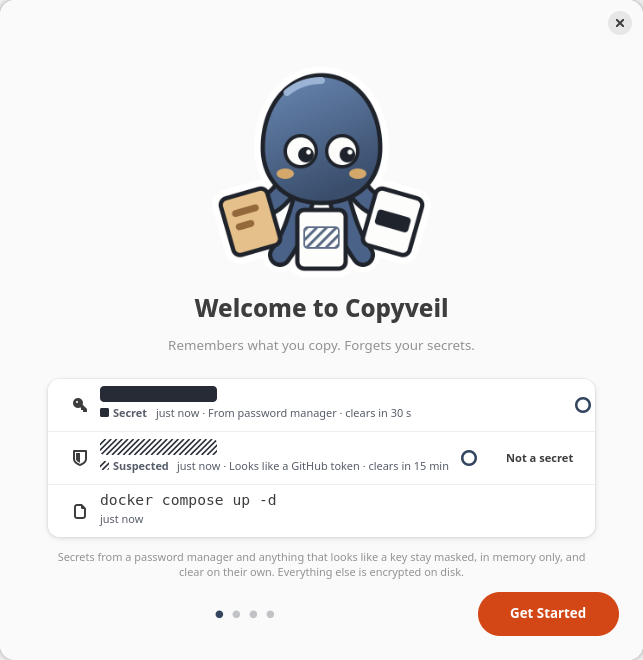 Welcome to Copyveil
Remembers what you copy. Forgets your secrets.
Secret just now · From password manager · clears in 30 s
Suspected just now · Looks like a GitHub token · clears in 15 min
Not a secret
docker compose up -d
just now
Secrets from a password manager and anything that looks like a key stay masked, in memory only, and
clear on their own. Everything else is encrypted on disk.
Get Started